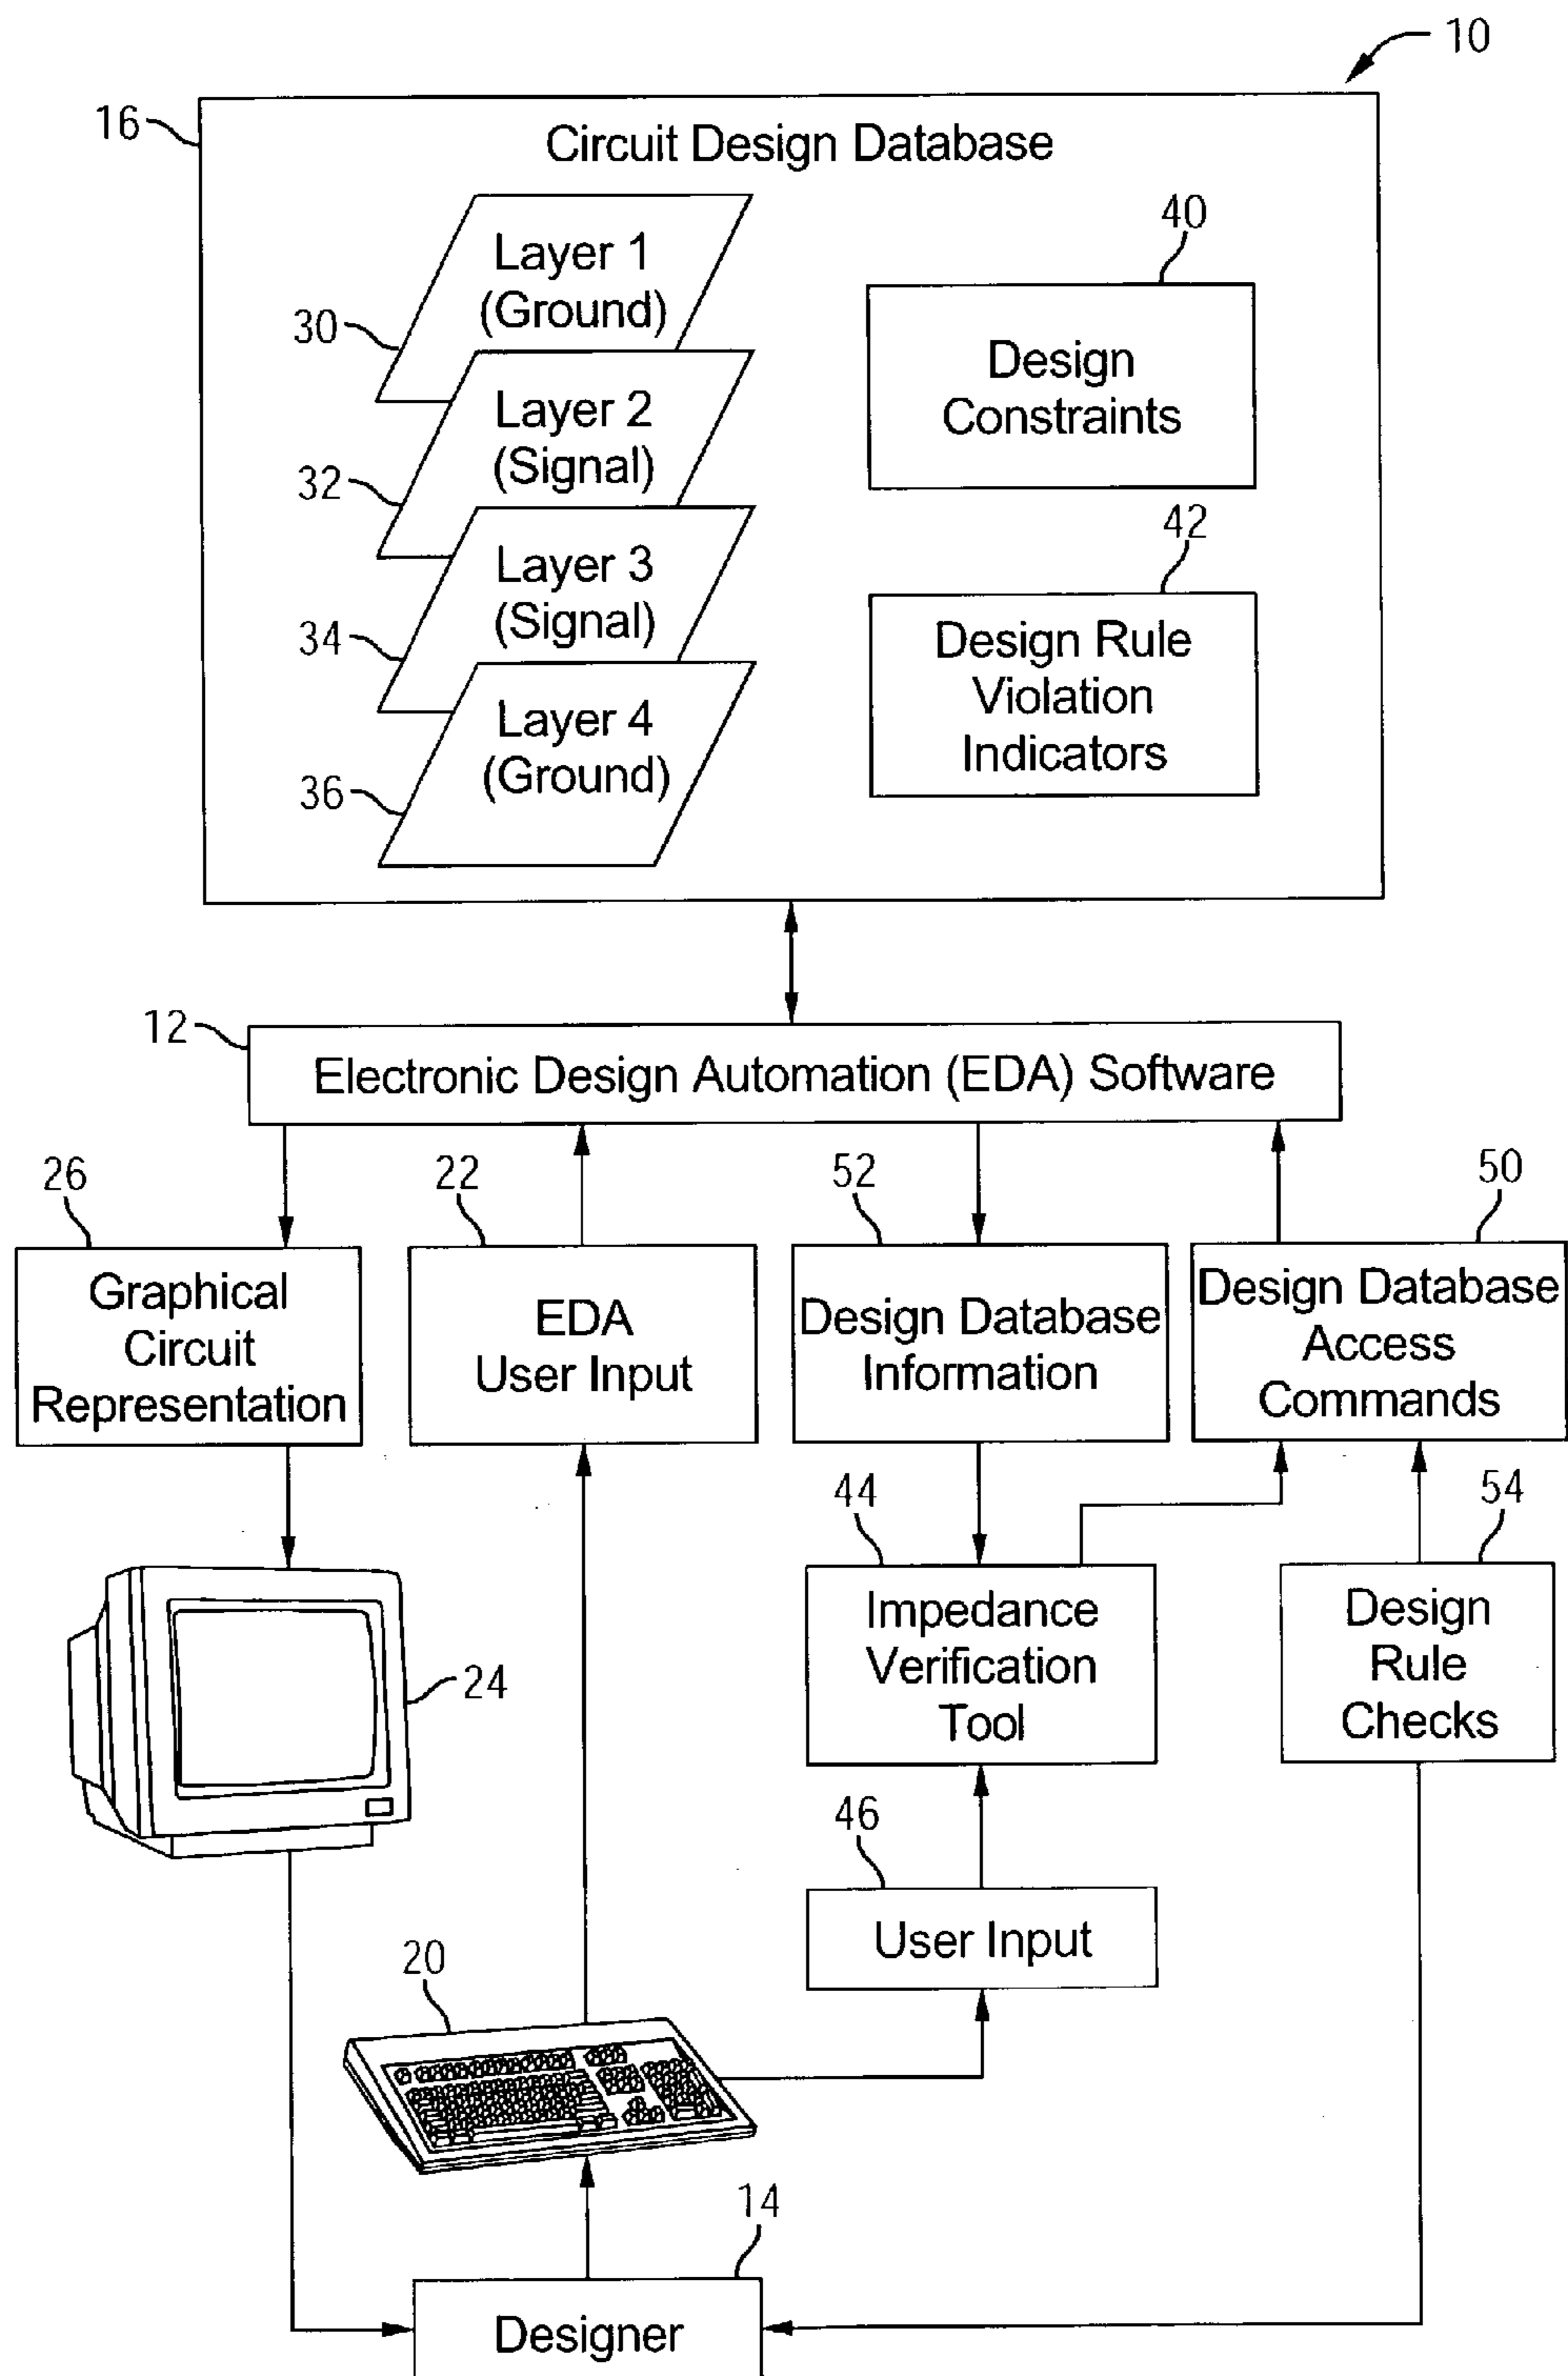 10
16
Circuit Design Database
Layer 1
(Ground)
30
Layer 2
(Signal)
32
Layer 3
(Signal)
34
Layer 4
(Ground)
36
40
Design
Constraints
42
Design Rule
Violation
Indicators
12
Electronic Design Automation (EDA) Software
26
Graphical
Circuit
Representation
22
EDA
User Input
52
Design Database
Information
50
Design Database
Access
Commands
24
44
Impedance
Verification
Tool
54
Design
Rule
Checks
46
User Input
20
14
Designer